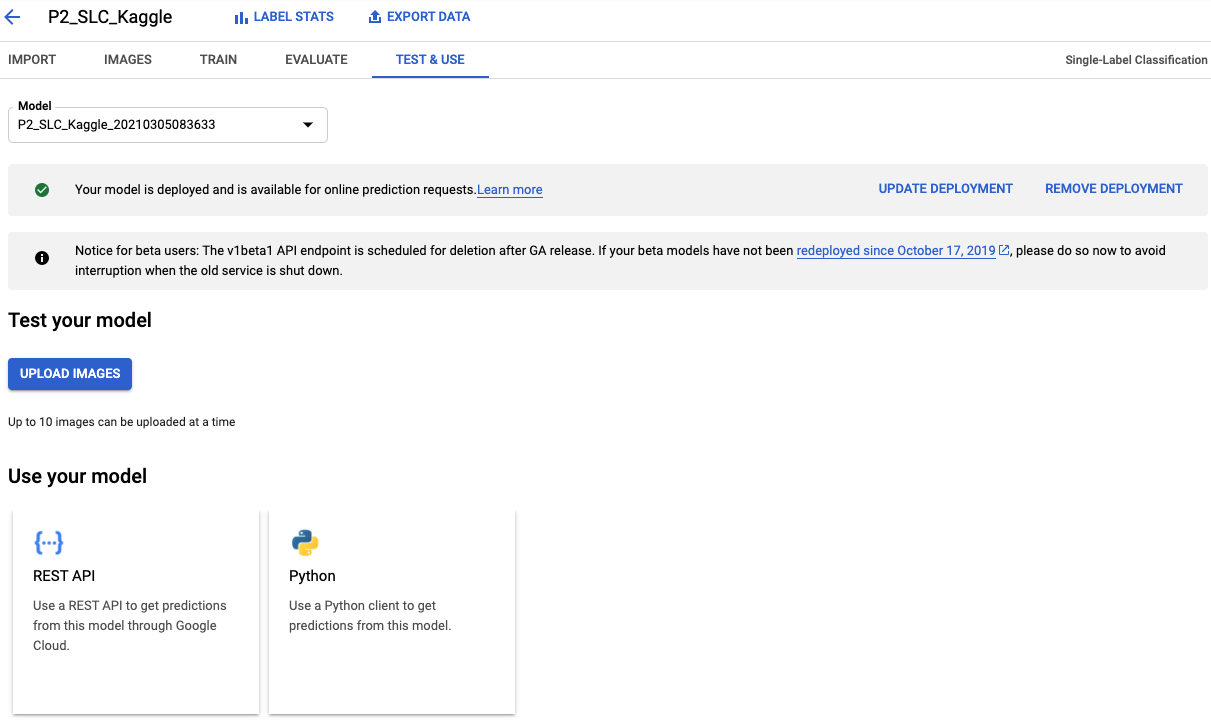 P2_SLC_Kaggle LABEL STATS EXPORT DATA
IMPORT IMAGES TRAIN EVALUATE TEST & USE Single-Label Classification
Model
P2_SLC_Kaggle_20210305083633
Your model is deployed and is available for online prediction requests.Learn more UPDATE DEPLOYMENT REMOVE DEPLOYMENT
Notice for beta users: The v1beta1 API endpoint is scheduled for deletion after GA release. If your beta models have not been redeployed since October 17, 2019, please do so now to avoid
interruption when the old service is shut down.
Test your model
UPLOAD IMAGES
Up to 10 images can be uploaded at a time
Use your model
REST API
Use a REST API to get predictions
from this model through Google
Cloud.
Python
Use a Python client to get
predictions from this model.